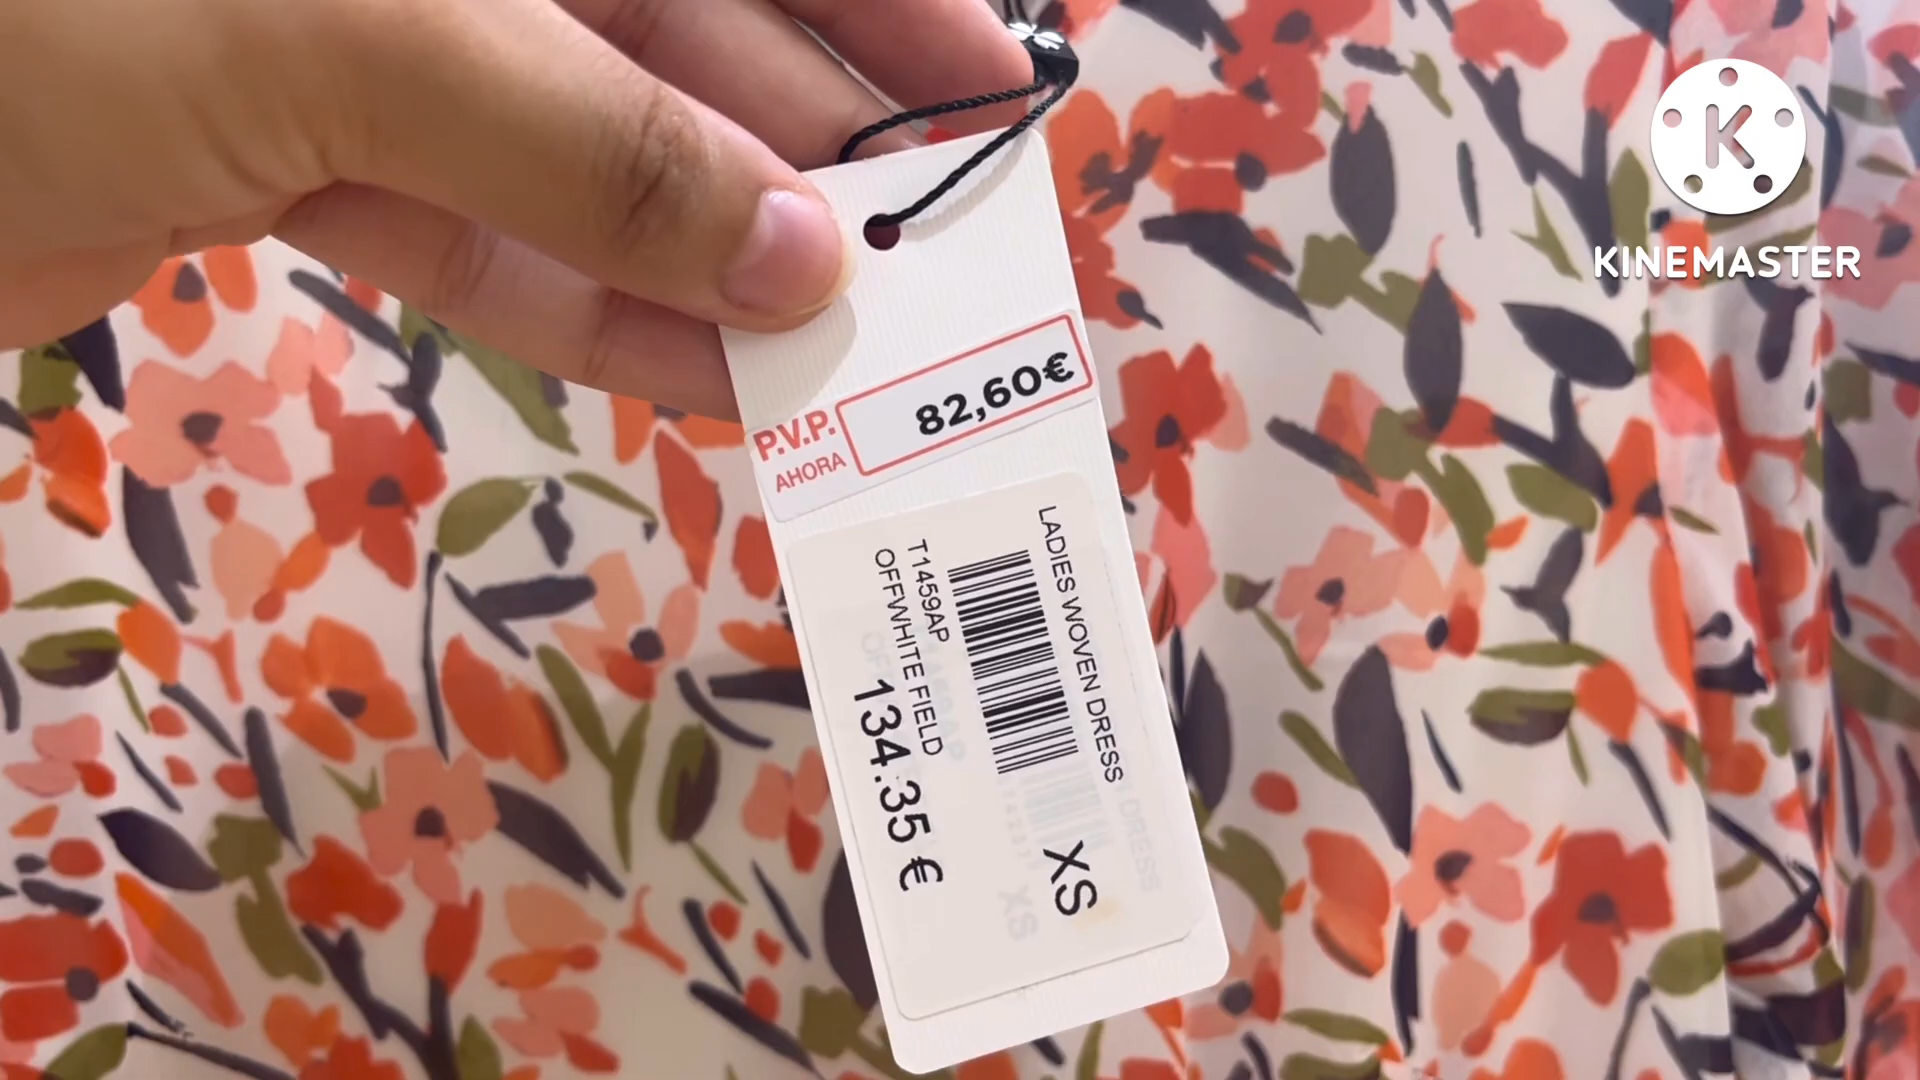 K
KINEMASTER
P.V.P.
AHORA
82,60€
LADIES WOVEN DRESS
XS
T1459AP
OFFWHITE FIELD
134.35 €